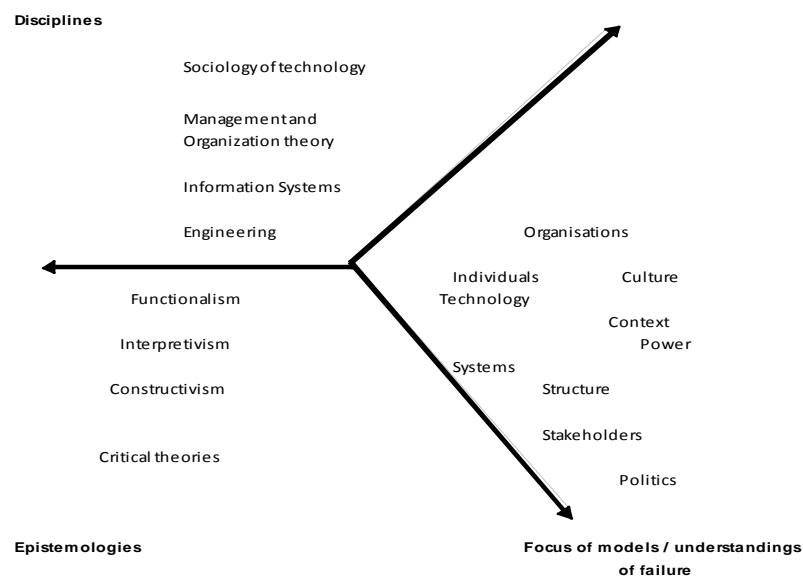 Disciplines
Sociology of technology
Management and
Organization theory
Information Systems
Engineering
Organisations
Individuals
Culture
Technology
Context
Power
Systems
Structure
Stakeholders
Politics
Functionalism
Interpretivism
Constructivism
Critical theories
Epistemologies
Focus of models / understandings
of failure